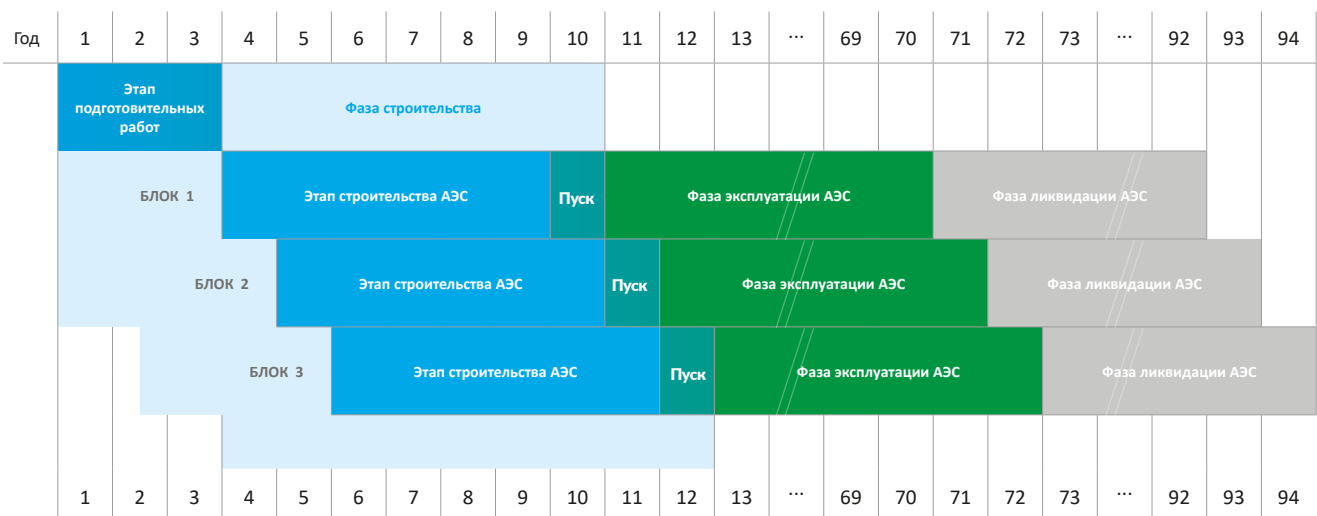 Год 1 2 3 4 5 6 7 8 9 10 11 12 13 ... 69 70 71 72 73 ... 92 93 94
Этап
подготовительных
работ
Фаза строительства
БЛОК 1 Этап строительства АЭС Пуск Фаза эксплуатации АЭС Фаза ликвидации АЭС
БЛОК 2 Этап строительства АЭС Пуск Фаза эксплуатации АЭС Фаза ликвидации АЭС
БЛОК 3 Этап строительства АЭС Пуск Фаза эксплуатации АЭС Фаза ликвидации АЭС
1 2 3 4 5 6 7 8 9 10 11 12 13 ... 69 70 71 72 73 ... 92 93 94